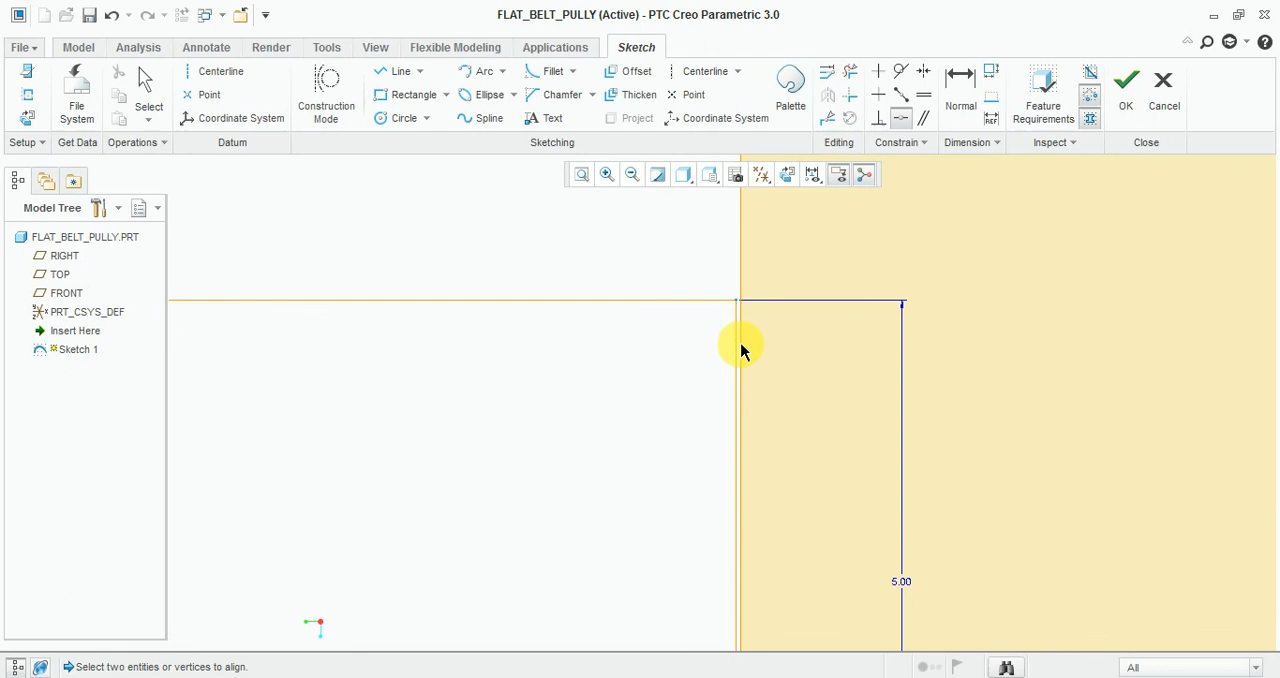 FLAT_BELT_PULLY (Active) - PTC Creo Parametric 3.0
File Model Analysis Annotate Render Tools View Flexible Modeling Applications Sketch
File System
Select
Centerline
Point
Coordinate System
Construction Mode
Line Arc Fillet Offset Centerline
Rectangle Ellipse Chamfer Thicken Point
Circle Spline Text Project Coordinate System
Palette
Normal
Feature Requirements
OK Cancel
Setup Get Data Operations Datum Sketching Editing Constrain Dimension Inspect Close
Model Tree
FLAT_BELT_PULLY.PRT
RIGHT
TOP
FRONT
PRT_CSYS_DEF
Insert Here
Sketch 1
5.00
Select two entities or vertices to align.
All